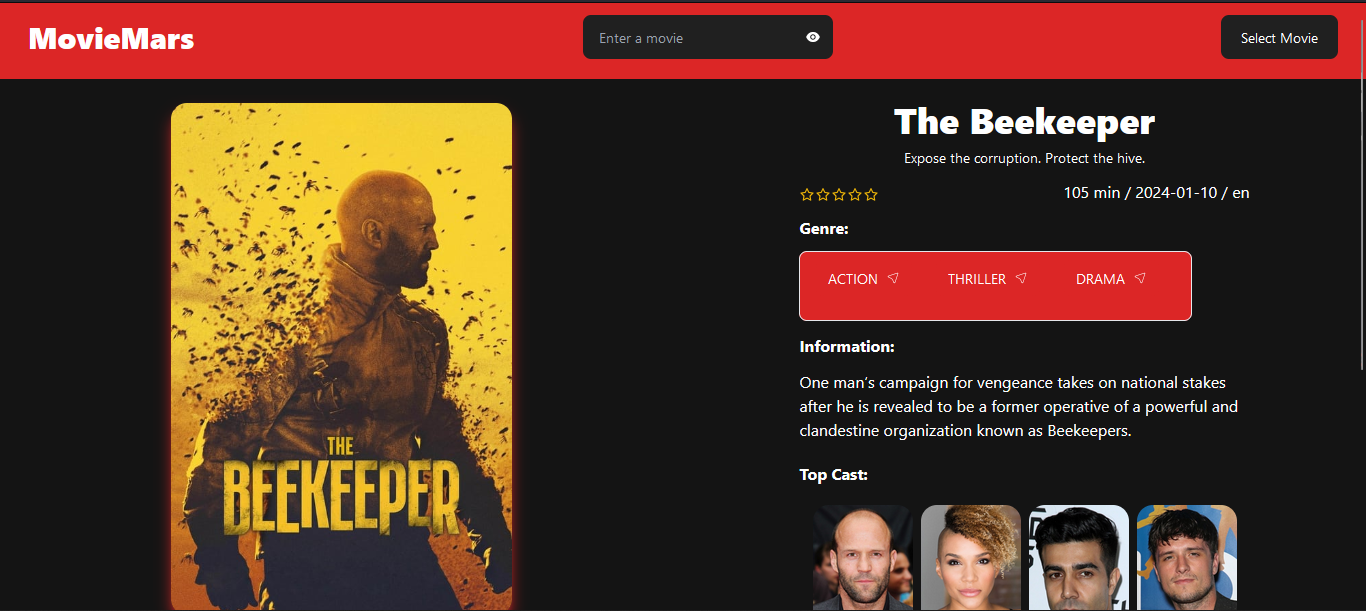 MovieMars
Enter a movie
Select Movie
THE
BEEKEEPER
The Beekeeper
Expose the corruption. Protect the hive.
105 min / 2024-01-10 / en
Genre:
ACTION
THRILLER
DRAMA
Information:
One man's campaign for vengeance takes on national stakes
after he is revealed to be a former operative of a powerful and
clandestine organization known as Beekeepers.
Top Cast: